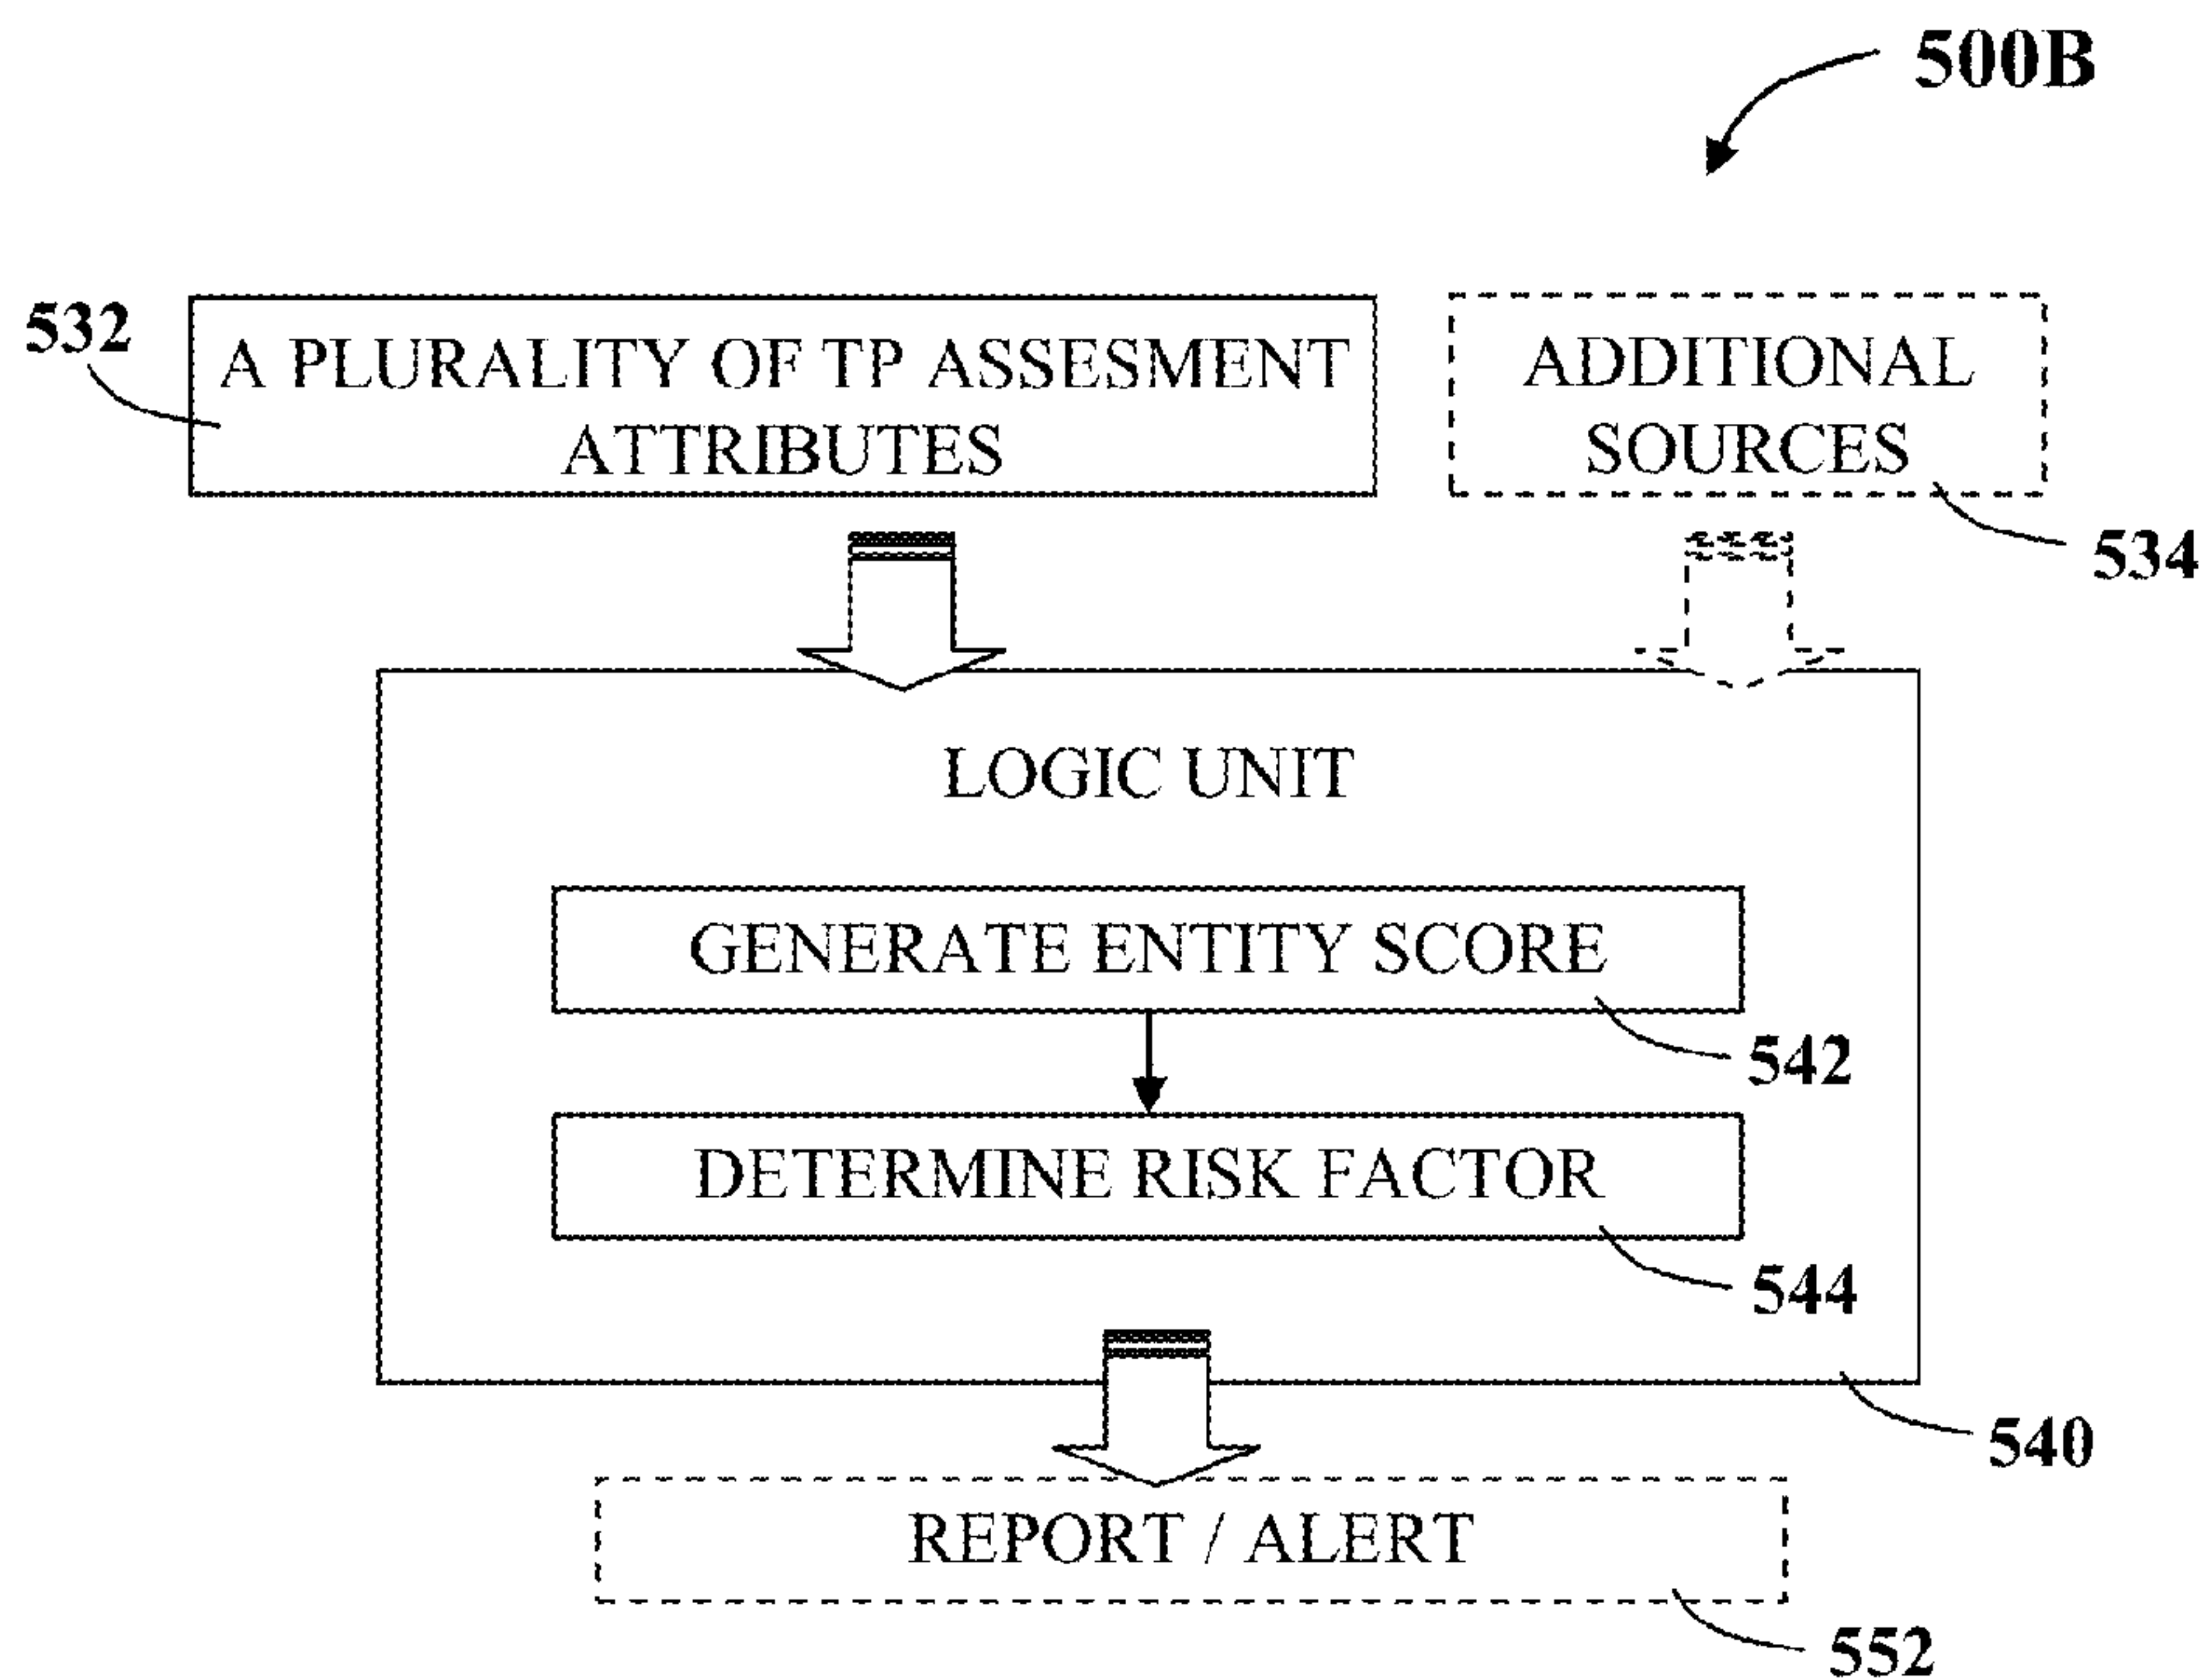 500B
532
A PLURALITY OF TP ASSESMENT
ATTRIBUTES
ADDITIONAL
SOURCES
534
LOGIC UNIT
GENERATE ENTITY SCORE
542
DETERMINE RISK FACTOR
544
540
REPORT / ALERT
552